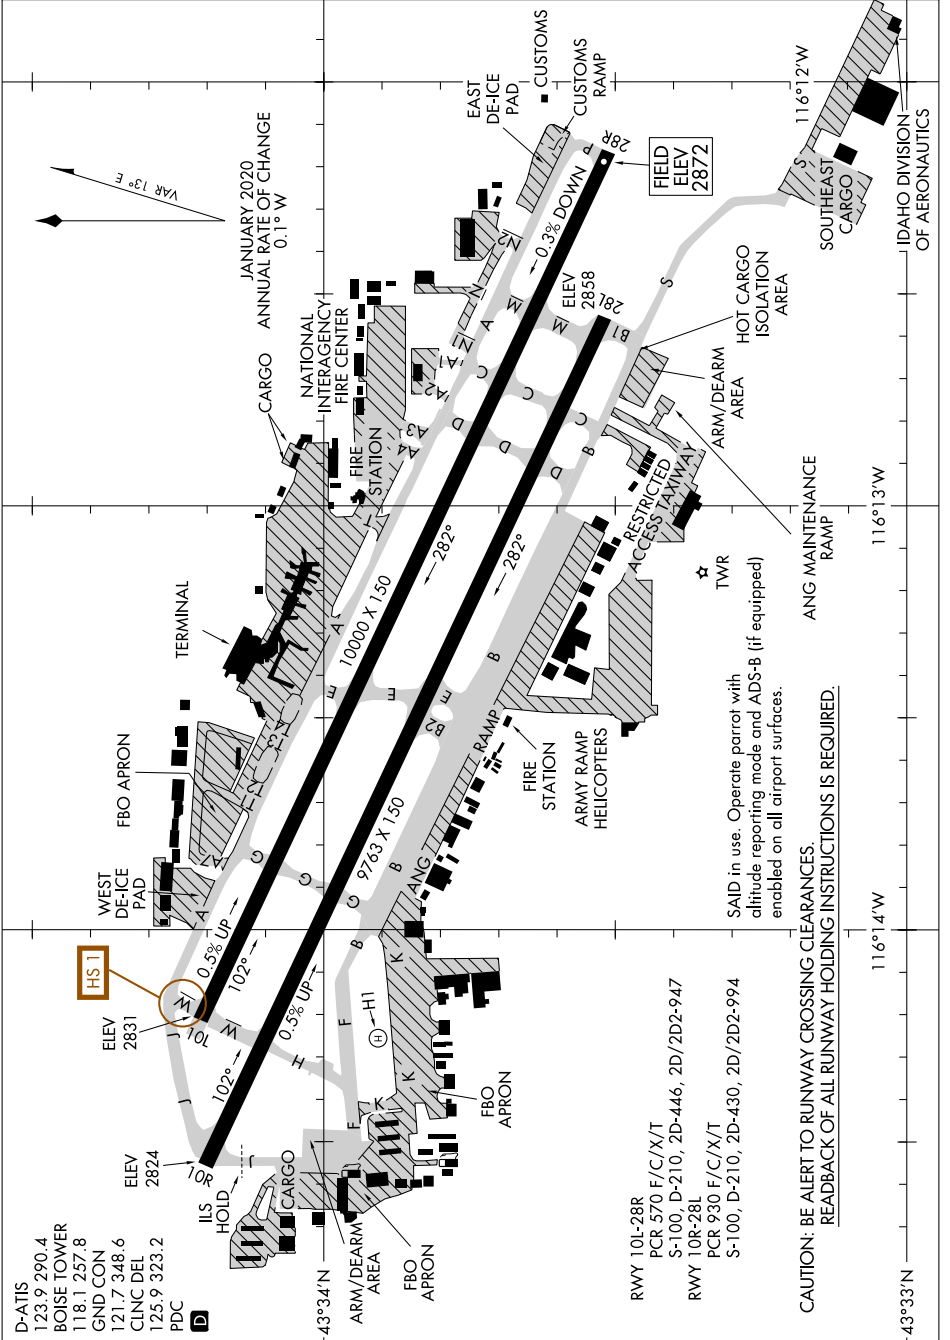 D-ATIS
123.9 290.4
BOISE TOWER
118.1 257.8
GND CON
121.7 348.6
CLNC DEL
125.9 323.2
PDC
D
VAR 13° E
JANUARY 2020
ANNUAL RATE OF CHANGE
0.1° W
EAST
DE-ICE
PAD
CUSTOMS
CUSTOMS
RAMP
116°12'W
IDAHO DIVISION
OF AERONAUTICS
SOUTHEAST
CARGO
S
S
FIELD
ELEV
2872
28R
P
0.3% DOWN
N2
N
N1
A
M
M
ELEV
2858
28L
B1
HOT CARGO
ISOLATION
AREA
ARM/DEARM
AREA
ANG MAINTENANCE
RAMP
NATIONAL
INTERAGENCY
FIRE CENTER
CARGO
FIRE
STATION
A1
A2
A3
A4
C
C
C
D
D
D
B
RESTRICTED
ACCESS TAXIWAY
116°13'W
TWR
282°
282°
10000 X 150
TERMINAL
A
E
E
E
B2
B
RAMP
ANG
FIRE
STATION
ARMY RAMP
HELICOPTERS
FBO APRON
9763 X 150
G
G
G
B
B
WEST
DE-ICE
PAD
A
HS 1
ELEV
2831
W
W
10L
0.5% UP
102°
0.5% UP
102°
J
J
J
H
F
F
H1
H
K
K
K
FBO
APRON
ELEV
2824
10R
ILS
HOLD
CARGO
ARM/DEARM
AREA
FBO
APRON
43°34'N
116°14'W
43°33'N
SAID in use. Operate parrot with
altitude reporting mode and ADS-B (if equipped)
enabled on all airport surfaces.
RWY 10L-28R
PCR 570 F/C/X/T
S-100, D-210, 2D-446, 2D/2D2-947
RWY 10R-28L
PCR 930 F/C/X/T
S-100, D-210, 2D-430, 2D/2D2-994
CAUTION: BE ALERT TO RUNWAY CROSSING CLEARANCES.
READBACK OF ALL RUNWAY HOLDING INSTRUCTIONS IS REQUIRED.